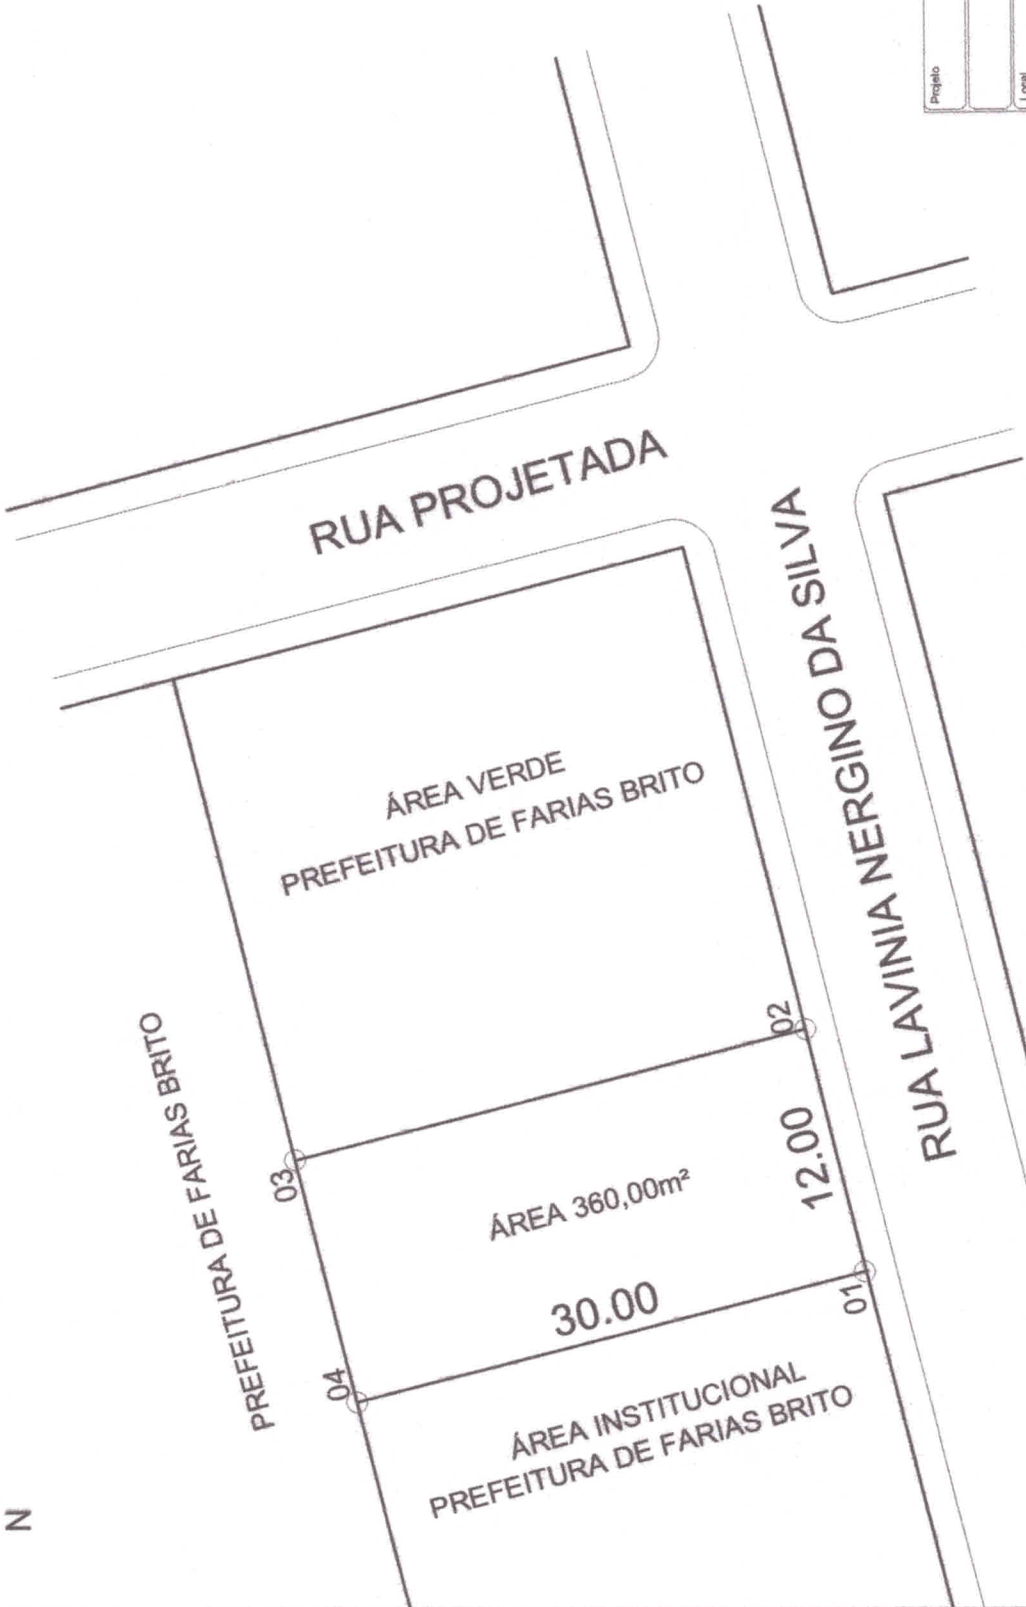 Projeto
Local
RUA PROJETADA
ÁREA VERDE
PREFEITURA DE FARIAS BRITO
RUA LAVINIA NERGINO DA SILVA
PREFEITURA DE FARIAS BRITO
02
03
12.00
ÁREA 360,00m²
30.00
01
04
ÁREA INSTITUCIONAL
PREFEITURA DE FARIAS BRITO
N